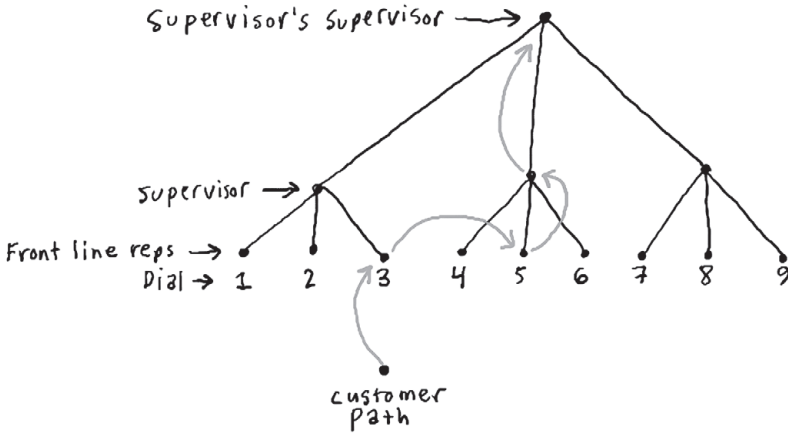 Supervisor's supervisor →
supervisor →
Front line reps →
Dial → 1 2 3 4 5 6 7 8 9
customer
path